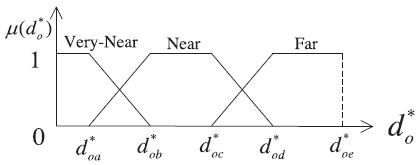 μ(d*o)
Very-Near Near Far
1
0
d*oa d*ob d*oc d*od d*oe d*o